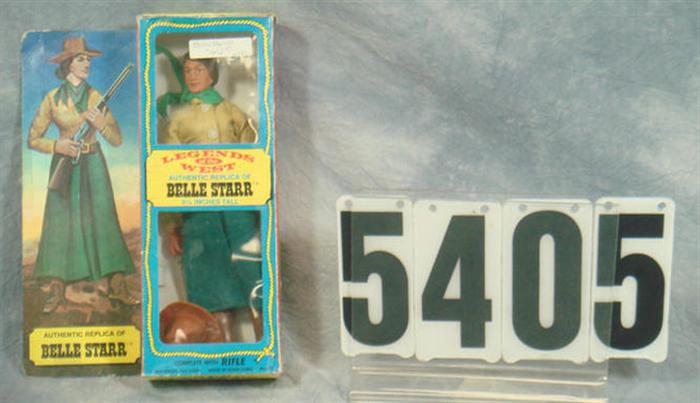 AUTHENTIC REPLICA OF
BELLE STARR
LEGENDS
of the
WEST
AUTHENTIC REPLICA OF
BELLE STARR
9½ INCHES TALL
COMPLETE WITH RIFLE
5405